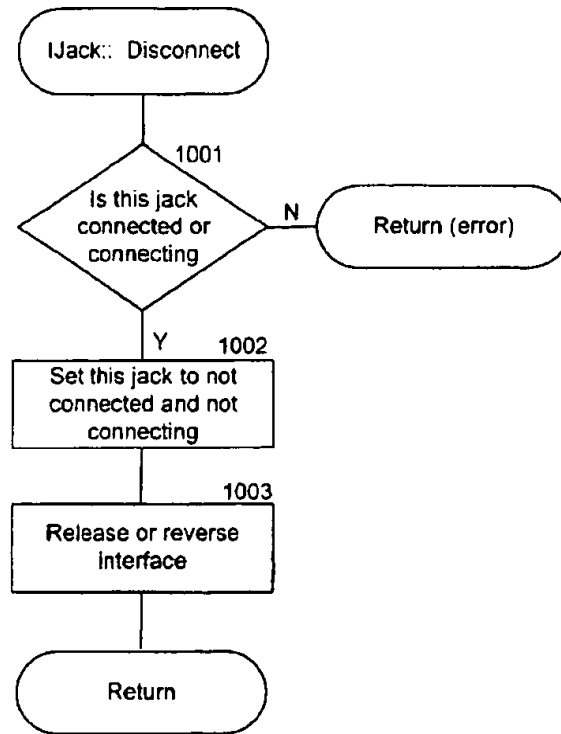 IJack:: Disconnect
1001
Is this jack
connected or
connecting
N
Return (error)
Y
1002
Set this jack to not
connected and not
connecting
1003
Release or reverse
interface
Return